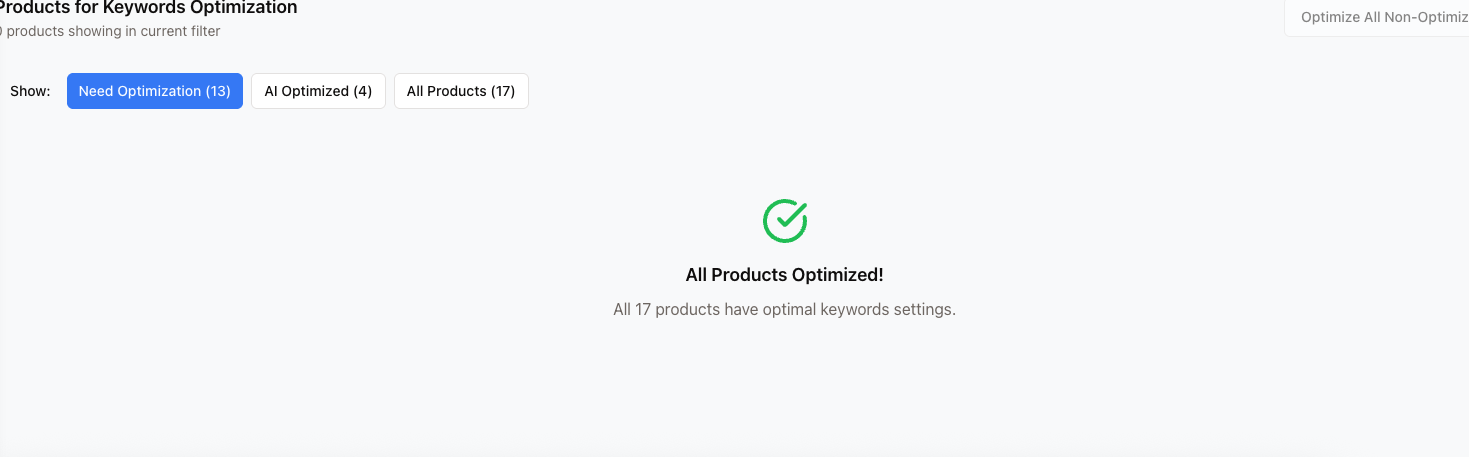 Products for Keywords Optimization
0 products showing in current filter
Optimize All Non-Optimiz
Show:
Need Optimization (13)
AI Optimized (4)
All Products (17)
All Products Optimized!
All 17 products have optimal keywords settings.